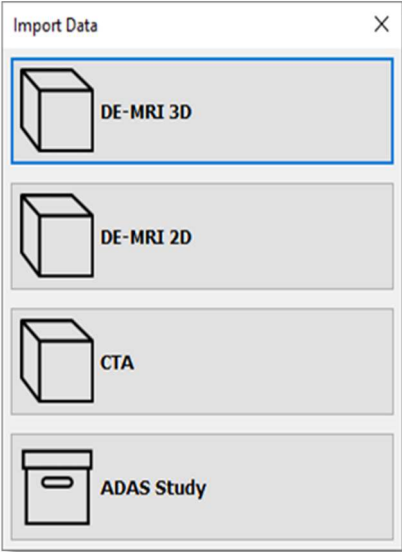 Import Data
DE-MRI 3D
DE-MRI 2D
CTA
ADAS Study